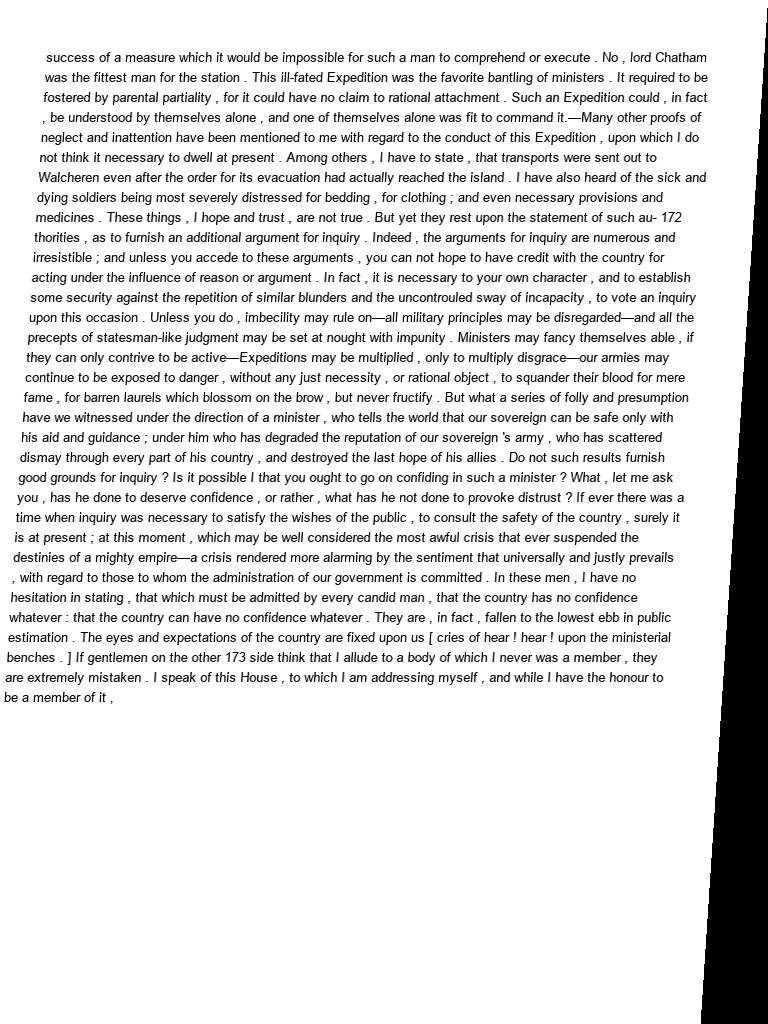 success of a measure which it would be impossible for such a man to comprehend or execute . No , lord Chatham
was the fittest man for the station . This ill-fated Expedition was the favorite bantling of ministers . It required to be
fostered by parental partiality , for it could have no claim to rational attachment . Such an Expedition could , in fact
, be understood by themselves alone , and one of themselves alone was fit to command it.—Many other proofs of
neglect and inattention have been mentioned to me with regard to the conduct of this Expedition , upon which I do
not think it necessary to dwell at present . Among others , I have to state , that transports were sent out to
Walcheren even after the order for its evacuation had actually reached the island . I have also heard of the sick and
dying soldiers being most severely distressed for bedding , for clothing ; and even necessary provisions and
medicines . These things , I hope and trust , are not true . But yet they rest upon the statement of such au- 172
thorities , as to furnish an additional argument for inquiry . Indeed , the arguments for inquiry are numerous and
irresistible ; and unless you accede to these arguments , you can not hope to have credit with the country for
acting under the influence of reason or argument . In fact , it is necessary to your own character , and to establish
some security against the repetition of similar blunders and the uncontrouled sway of incapacity , to vote an inquiry
upon this occasion . Unless you do , imbecility may rule on—all military principles may be disregarded—and all the
precepts of statesman-like judgment may be set at nought with impunity . Ministers may fancy themselves able , if
they can only contrive to be active—Expeditions may be multiplied , only to multiply disgrace—our armies may
continue to be exposed to danger , without any just necessity , or rational object , to squander their blood for mere
fame , for barren laurels which blossom on the brow , but never fructify . But what a series of folly and presumption
have we witnessed under the direction of a minister , who tells the world that our sovereign can be safe only with
his aid and guidance ; under him who has degraded the reputation of our sovereign 's army , who has scattered
dismay through every part of his country , and destroyed the last hope of his allies . Do not such results furnish
good grounds for inquiry ? Is it possible I that you ought to go on confiding in such a minister ? What , let me ask
you , has he done to deserve confidence , or rather , what has he not done to provoke distrust ? If ever there was a
time when inquiry was necessary to satisfy the wishes of the public , to consult the safety of the country , surely it
is at present ; at this moment , which may be well considered the most awful crisis that ever suspended the
destinies of a mighty empire—a crisis rendered more alarming by the sentiment that universally and justly prevails
, with regard to those to whom the administration of our government is committed . In these men , I have no
hesitation in stating , that which must be admitted by every candid man , that the country has no confidence
whatever : that the country can have no confidence whatever . They are , in fact , fallen to the lowest ebb in public
estimation . The eyes and expectations of the country are fixed upon us [ cries of hear ! hear ! upon the ministerial
benches . ] If gentlemen on the other 173 side think that I allude to a body of which I never was a member , they
are extremely mistaken . I speak of this House , to which I am addressing myself , and while I have the honour to
be a member of it ,